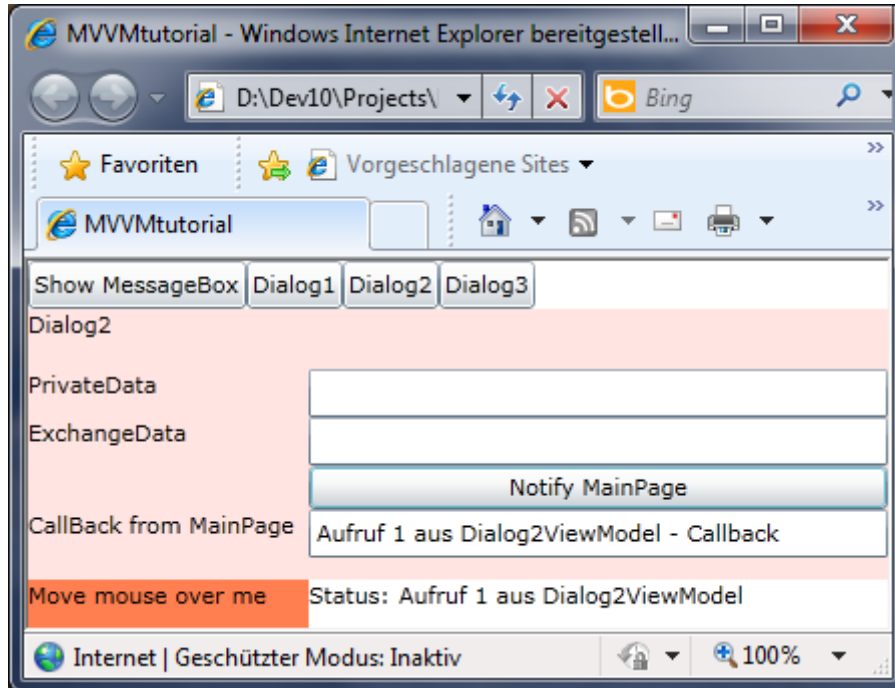 MVVMtutorial - Windows Internet Explorer bereitgestell...
D:\Dev10\Projects\
Bing
Favoriten
Vorgeschlagene Sites
MVVMtutorial
Show MessageBox Dialog1 Dialog2 Dialog3
Dialog2
PrivateData
ExchangeData
Notify MainPage
CallBack from MainPage
Aufruf 1 aus Dialog2ViewModel - Callback
Move mouse over me
Status: Aufruf 1 aus Dialog2ViewModel
Internet | Geschützter Modus: Inaktiv
100%